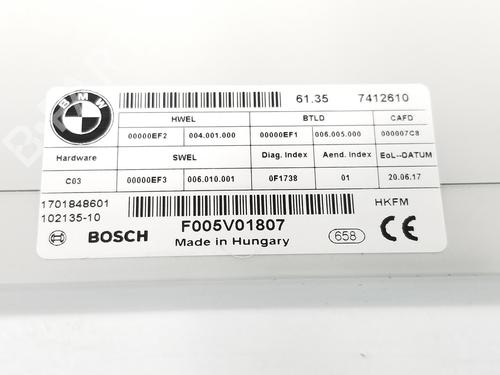 BMW
61.35 7412610
HWEL BTLD CAFD
00000EF2 004.001.000 00000EF1 006.005.000 000007C8
Hardware SWEL Diag. Index Aend. Index EoL--DATUM
C03 00000EF3 006.010.001 0F1738 01 20.06.17
1701848601 HKFM
102135-10
BOSCH F005V01807
Made in Hungary 658 CE